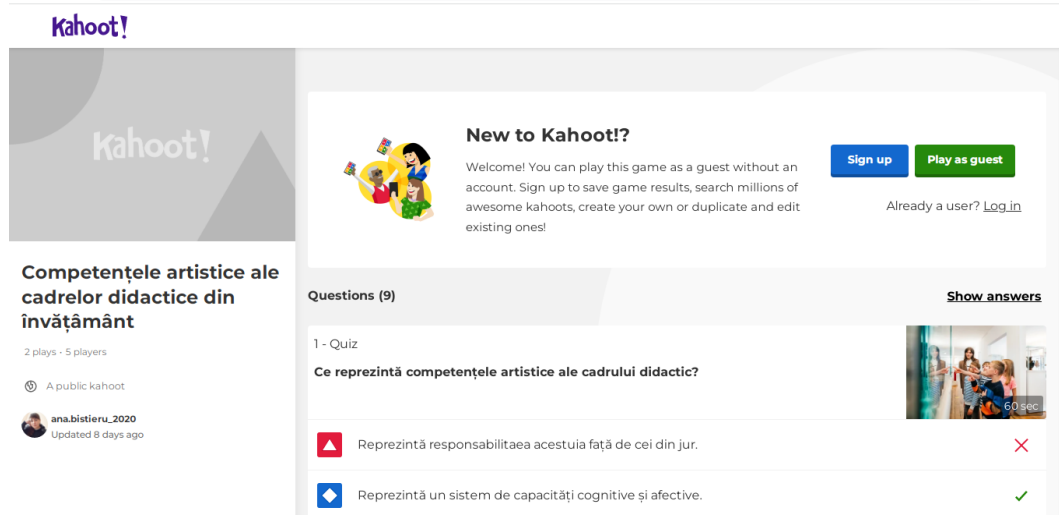 Kahoot!
Kahoot!
Competențele artistice ale
cadrelor didactice din
învățâmânt
2 plays · 5 players
A public kahoot
ana.bistieru_2020
Updated 8 days ago
New to Kahoot!?
Welcome! You can play this game as a guest without an
account. Sign up to save game results, search millions of
awesome kahoots, create your own or duplicate and edit
existing ones!
Sign up
Play as guest
Already a user? Log in
Questions (9)
Show answers
1 - Quiz
Ce reprezintă competențele artistice ale cadrului didactic?
60 sec
Reprezintă responsabilitaea acestuia față de cei din jur.
Reprezintă un sistem de capacități cognitive și afective.